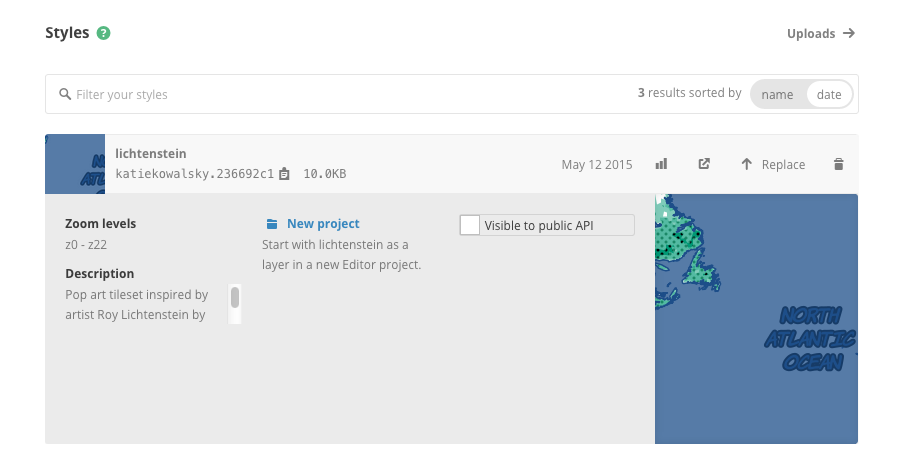 Styles ?
Uploads
Filter your styles
3 results sorted by name date
lichtenstein
katiekowalsky.236692c1 10.0KB
May 12 2015
Replace
Zoom levels
z0 - z22
Description
Pop art tileset inspired by
artist Roy Lichtenstein by
New project
Start with lichtenstein as a
layer in a new Editor project.
Visible to public API
NORTH
ATLANTIC
OCEAN